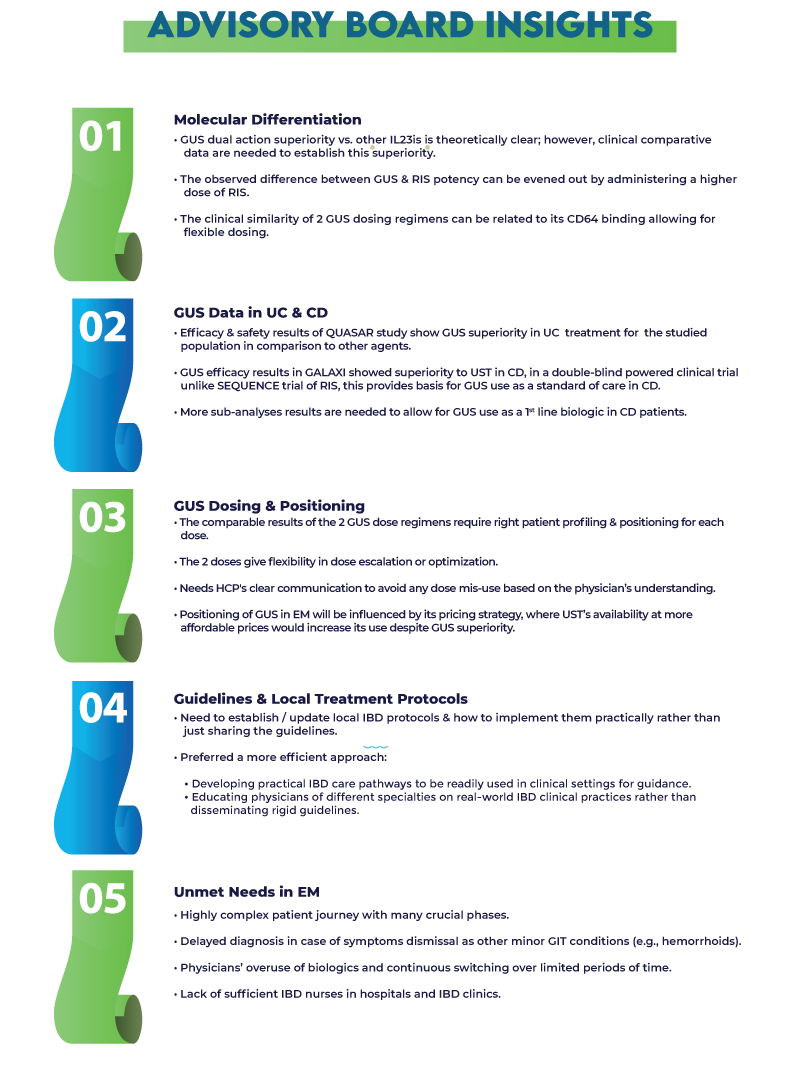 ADVISORY BOARD INSIGHTS
01
Molecular Differentiation
• GUS dual action superiority vs. other IL23is is theoretically clear; however, clinical comparative
data are needed to establish this superiority.
• The observed difference between GUS & RIS potency can be evened out by administering a higher
dose of RIS.
• The clinical similarity of 2 GUS dosing regimens can be related to its CD64 binding allowing for
flexible dosing.
02
GUS Data in UC & CD
• Efficacy & safety results of QUASAR study show GUS superiority in UC treatment for the studied
population in comparison to other agents.
• GUS efficacy results in GALAXI showed superiority to UST in CD, in a double-blind powered clinical trial
unlike SEQUENCE trial of RIS, this provides basis for GUS use as a standard of care in CD.
• More sub-analyses results are needed to allow for GUS use as a 1st line biologic in CD patients.
03
GUS Dosing & Positioning
• The comparable results of the 2 GUS dose regimens require right patient profiling & positioning for each
dose.
• The 2 doses give flexibility in dose escalation or optimization.
• Needs HCP's clear communication to avoid any dose mis-use based on the physician's understanding.
• Positioning of GUS in EM will be influenced by its pricing strategy, where UST's availability at more
affordable prices would increase its use despite GUS superiority.
04
Guidelines & Local Treatment Protocols
• Need to establish / update local IBD protocols & how to implement them practically rather than
just sharing the guidelines.
• Preferred a more efficient approach:
• Developing practical IBD care pathways to be readily used in clinical settings for guidance.
• Educating physicians of different specialties on real-world IBD clinical practices rather than
disseminating rigid guidelines.
05
Unmet Needs in EM
• Highly complex patient journey with many crucial phases.
• Delayed diagnosis in case of symptoms dismissal as other minor GIT conditions (e.g., hemorrhoids).
• Physicians' overuse of biologics and continuous switching over limited periods of time.
• Lack of sufficient IBD nurses in hospitals and IBD clinics.